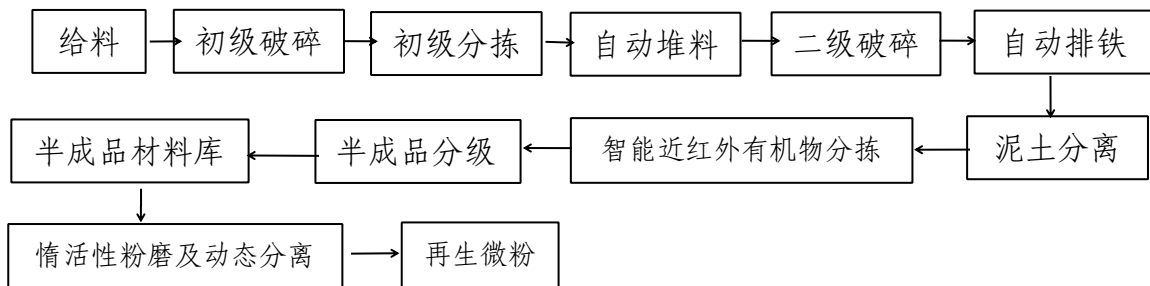 给料
初级破碎
初级分拣
自动堆料
二级破碎
自动排铁
泥土分离
智能近红外有机物分拣
半成品分级
半成品材料库
惰活性粉磨及动态分离
再生微粉